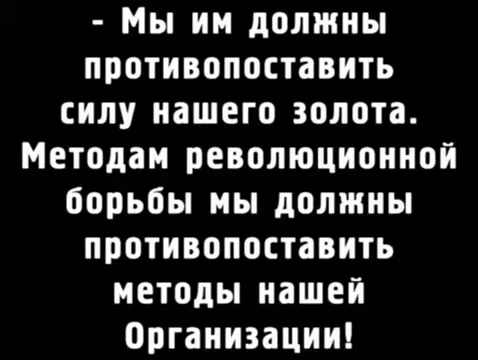 - Мы им должны
противопоставить
силу нашего золота.
Методам революционной
борьбы мы должны
противопоставить
методы нашей
Организации!